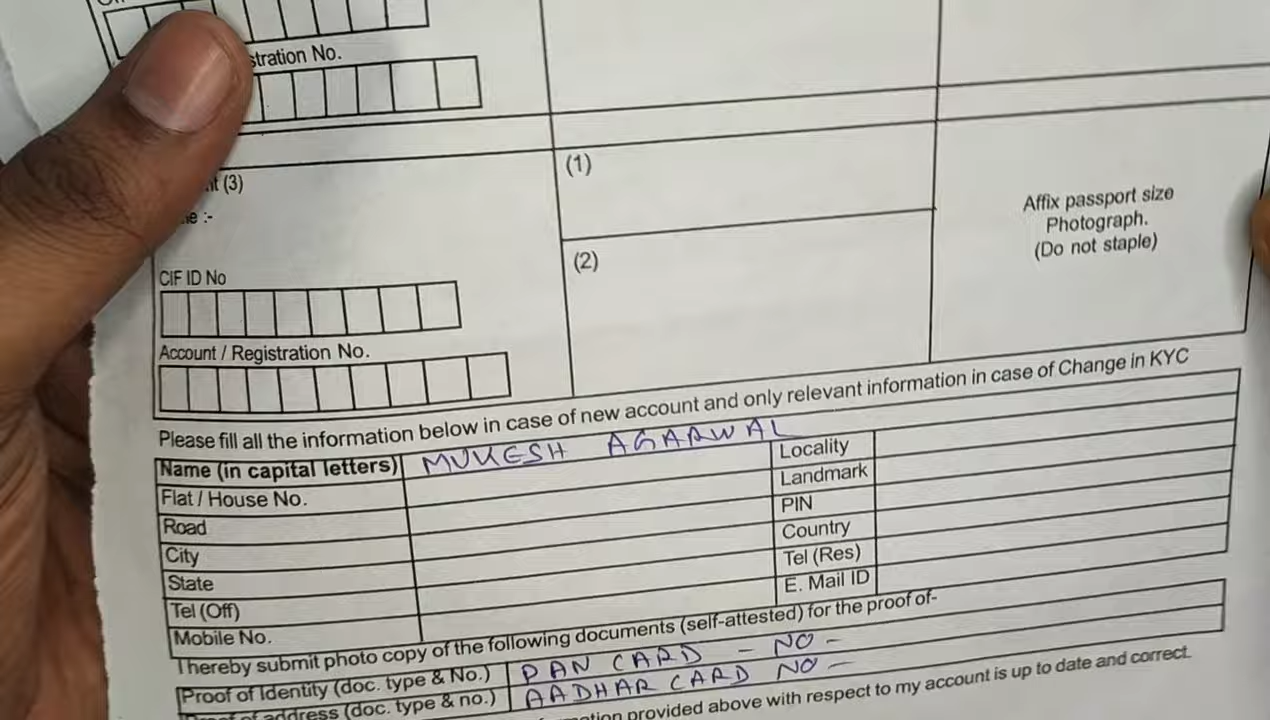 stration No.
(3)
(1)
Affix passport size
Photograph.
(Do not staple)
(2)
CIF ID No
Account / Registration No.
Please fill all the information below in case of new account and only relevant information in case of Change in KYC
Name (in capital letters) MUKESH AGARWAL
Locality
Flat / House No.
Landmark
Road
PIN
City
Country
State
Tel (Res)
Tel (Off)
E. Mail ID
Mobile No.
I hereby submit photo copy of the following documents (self-attested) for the proof of-
Proof of Identity (doc. type & No.) PAN CARD - NO -
of address (doc. type & no.) AADHAR CARD NO -
mation provided above with respect to my account is up to date and correct.